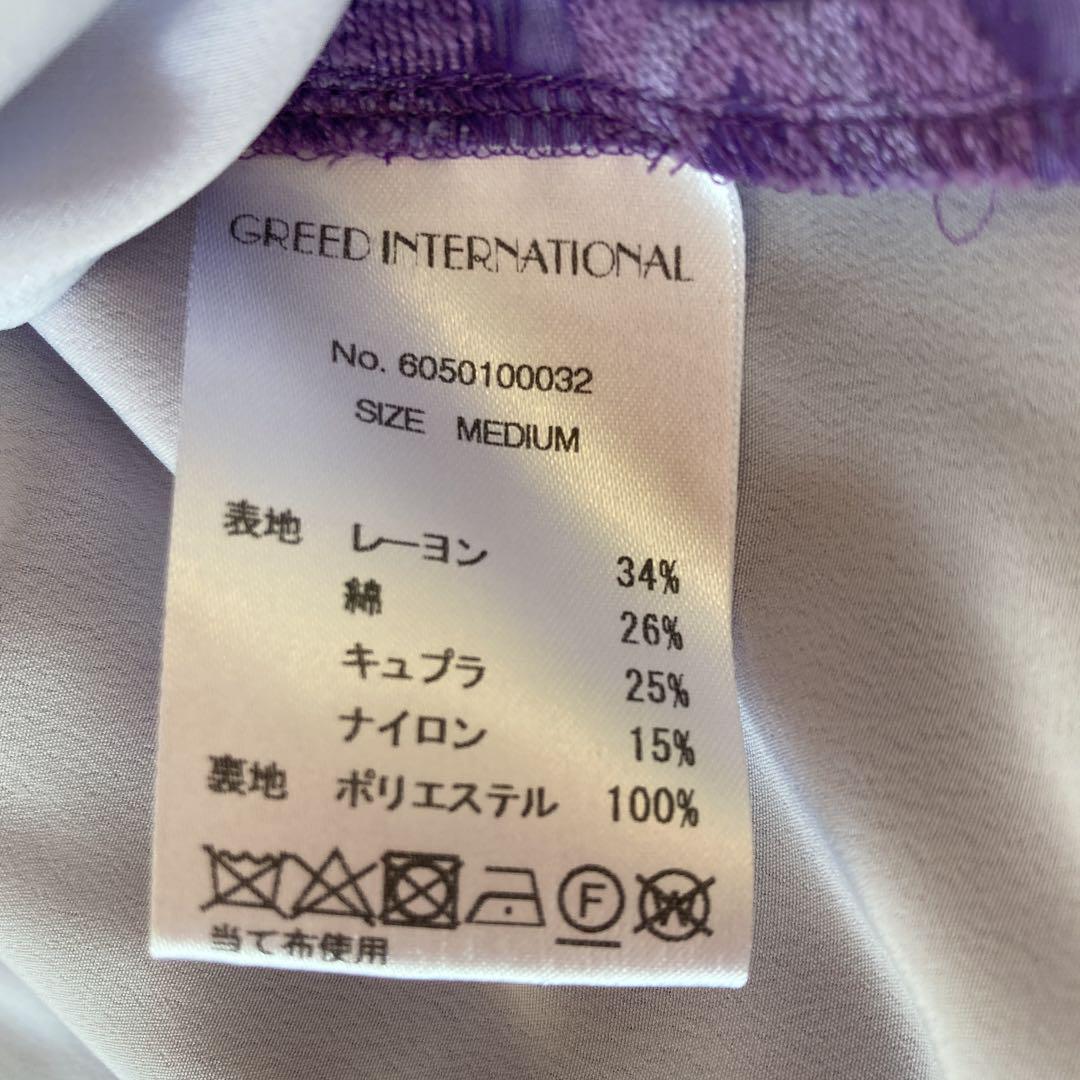 GREED INTERNATIONAL
No. 6050100032
SIZE MEDIUM
表地 レーヨン 34%
綿 26%
キュプラ 25%
ナイロン 15%
裏地 ポリエステル 100%
F W
当て布使用